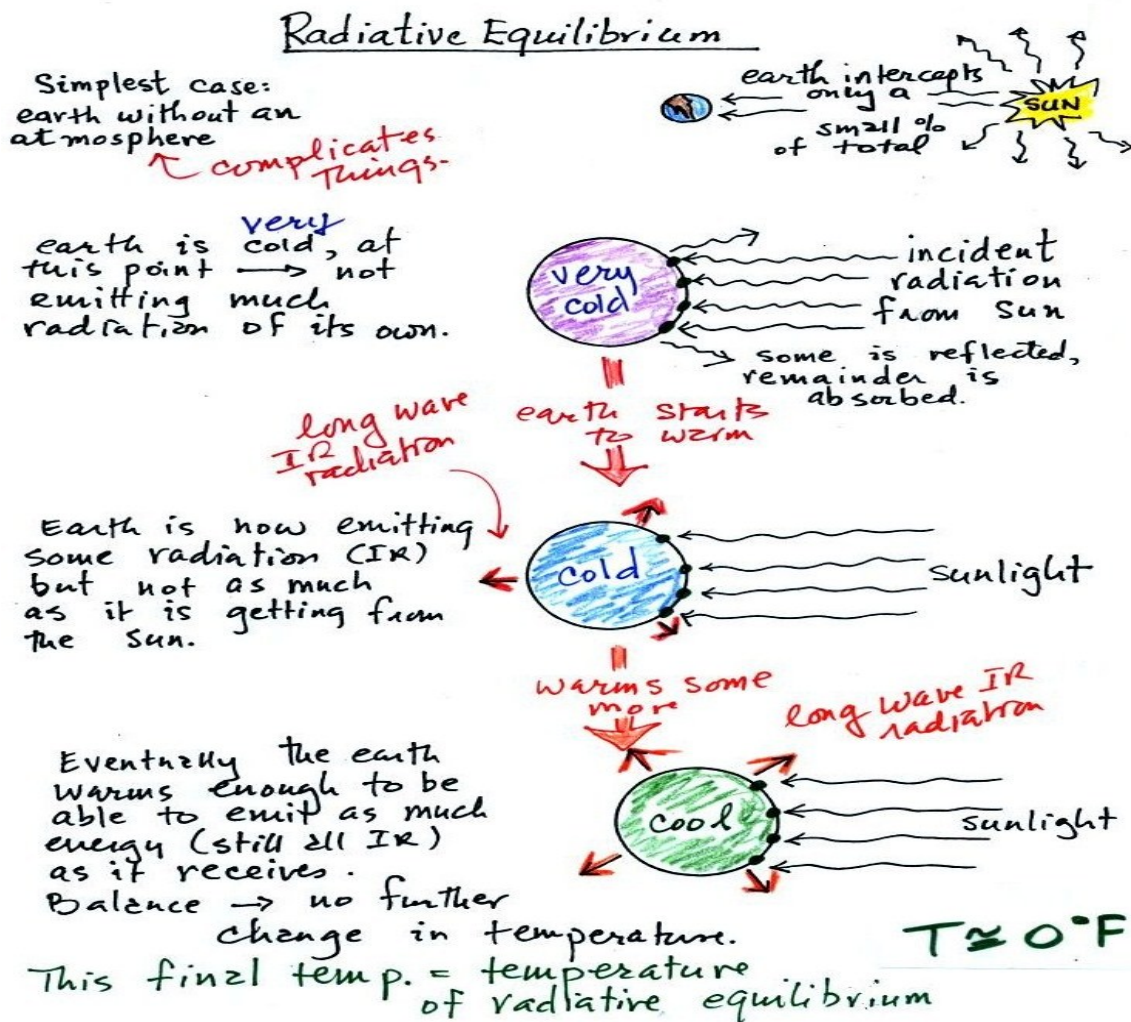 Radiative Equilibrium
Simplest case:
earth without an
atmosphere
complicates
things.
earth intercepts
only a
small %
of total
SUN
very
earth is cold, at
this point → not
emitting much
radiation of its own.
very
cold
incident
radiation
from sun
some is reflected,
remainder is
absorbed.
earth starts
to warm
long wave
IR
radiation
Earth is now emitting
some radiation (IR)
but not as much
as it is getting from
the sun.
cold
sunlight
warms some
more
long wave IR
radiation
Eventually the earth
warms enough to be
able to emit as much
energy (still all IR)
as it receives.
Balance → no further
change in temperature.
cool
sunlight
T≅0°F
This final temp. = temperature
of radiative equilibrium